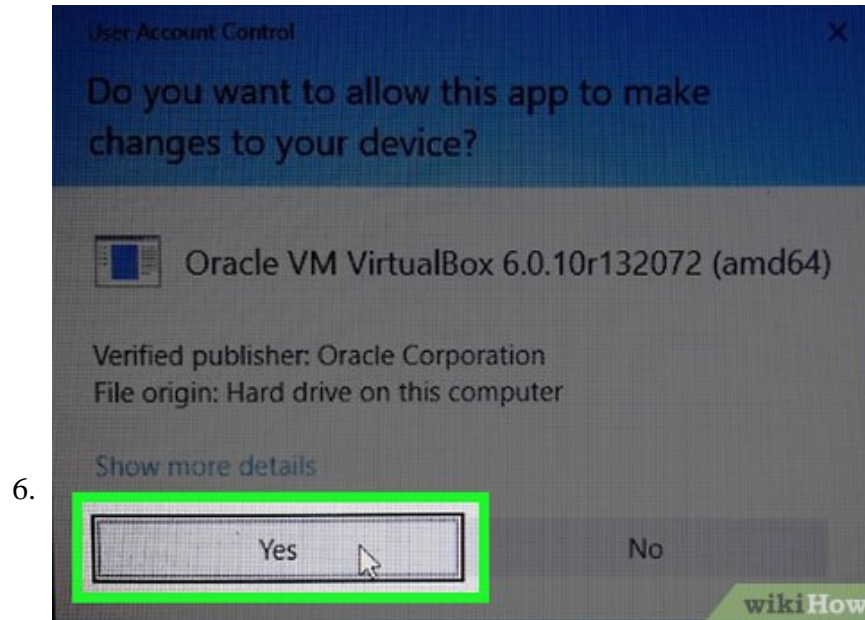 User Account Control
Do you want to allow this app to make
changes to your device?
Oracle VM VirtualBox 6.0.10r132072 (amd64)
Verified publisher: Oracle Corporation
File origin: Hard drive on this computer
Show more details
6.
Yes No
wikiHow